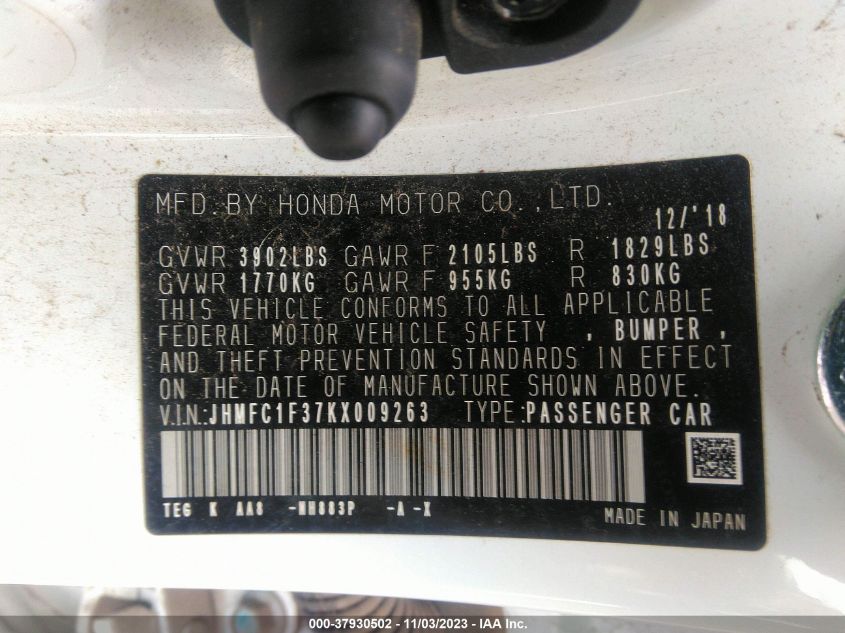 MFD. BY HONDA MOTOR CO., LTD. 12/'18
GVWR 3902LBS GAWR F 2105LBS R 1829LBS
GVWR 1770KG GAWR F 955KG R 830KG
THIS VEHICLE CONFORMS TO ALL APPLICABLE
FEDERAL MOTOR VEHICLE SAFETY , BUMPER ,
AND THEFT PREVENTION STANDARDS IN EFFECT
ON THE DATE OF MANUFACTURE SHOWN ABOVE.
V.I.N: JHMFC1F37KX009263 TYPE: PASSENGER CAR
TEG K AA8 -NH883P -A -X
MADE IN JAPAN
000-37930502 - 11/03/2023 - IAA Inc.